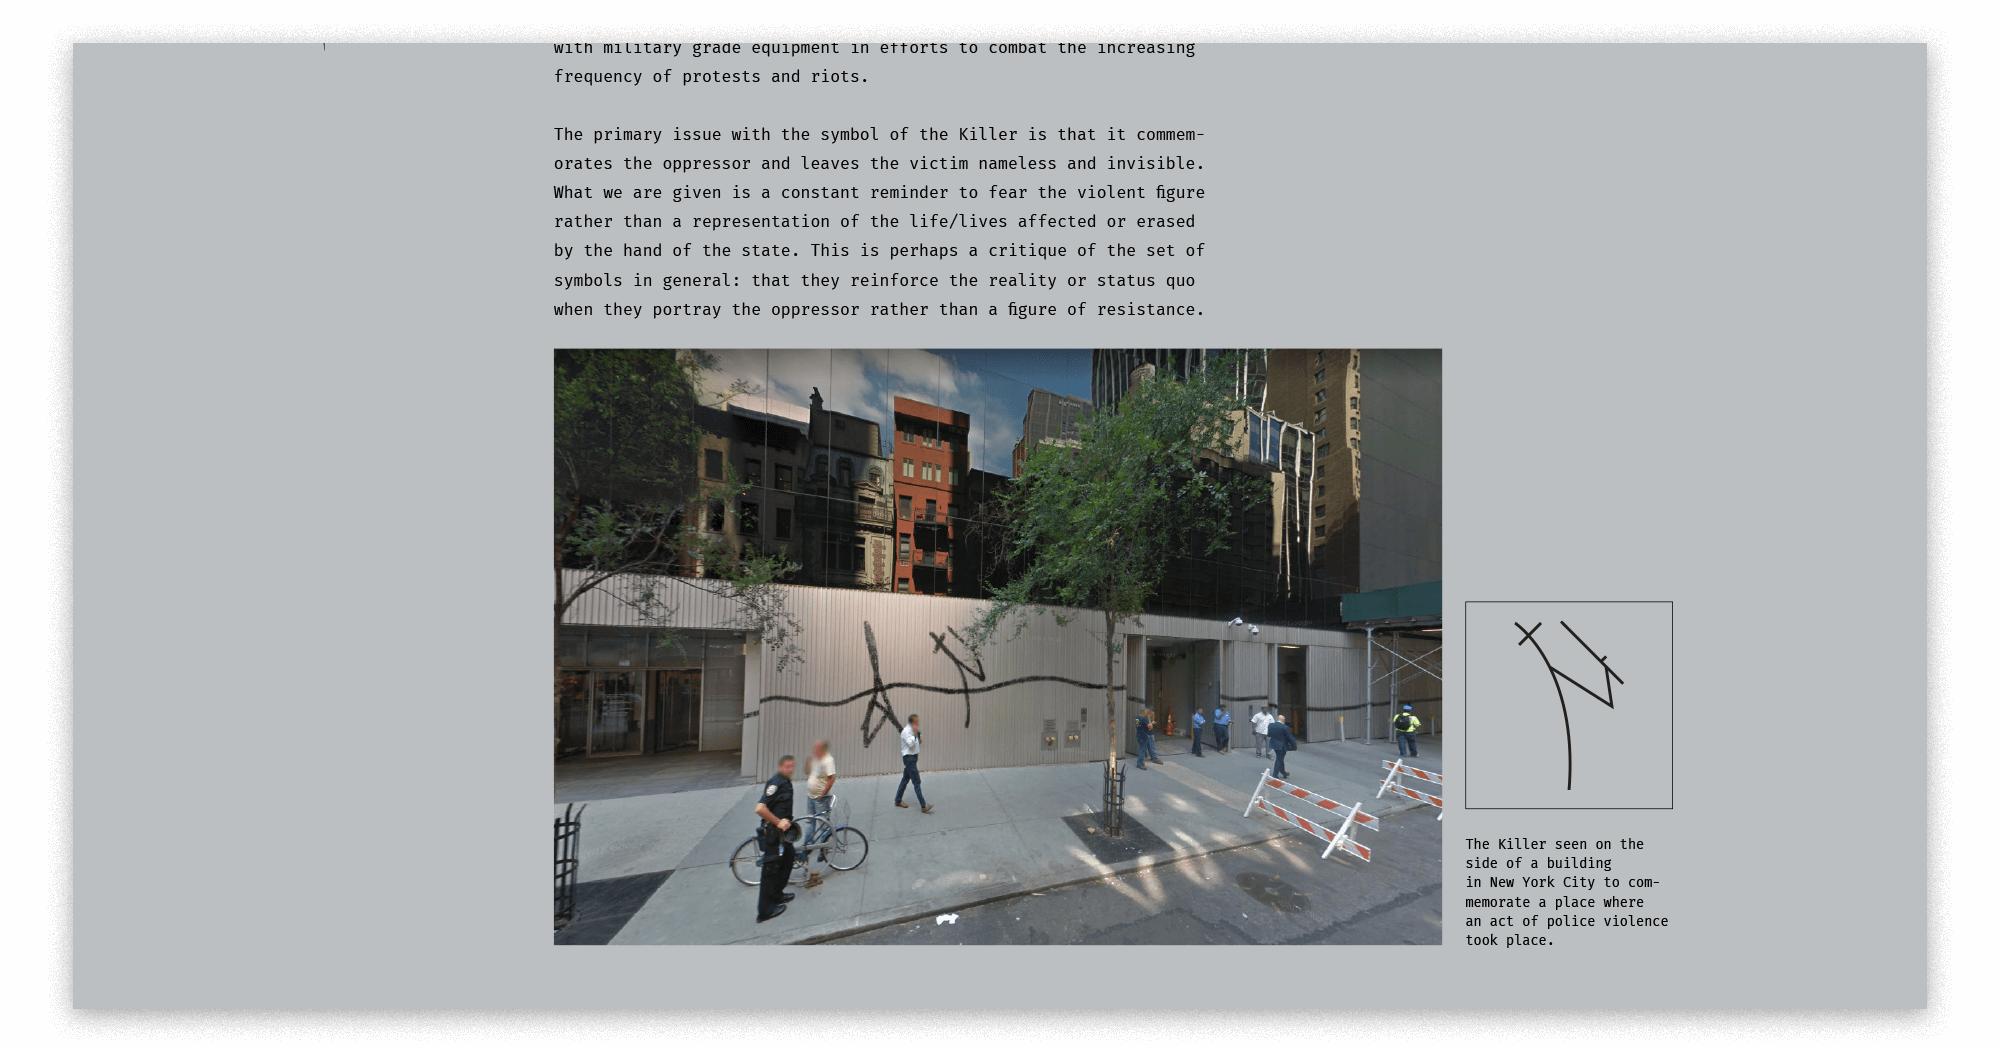 with military grade equipment in efforts to combat the increasing
frequency of protests and riots.
The primary issue with the symbol of the Killer is that it commem-
orates the oppressor and leaves the victim nameless and invisible.
What we are given is a constant reminder to fear the violent figure
rather than a representation of the life/lives affected or erased
by the hand of the state. This is perhaps a critique of the set of
symbols in general: that they reinforce the reality or status quo
when they portray the oppressor rather than a figure of resistance.
The Killer seen on the
side of a building
in New York City to com-
memorate a place where
an act of police violence
took place.